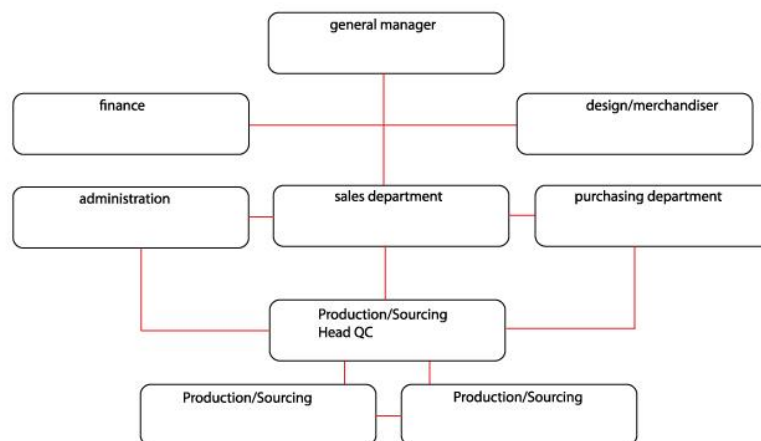 general manager
finance
design/merchandiser
administration
sales department
purchasing department
Production/Sourcing
Head QC
Production/Sourcing
Production/Sourcing